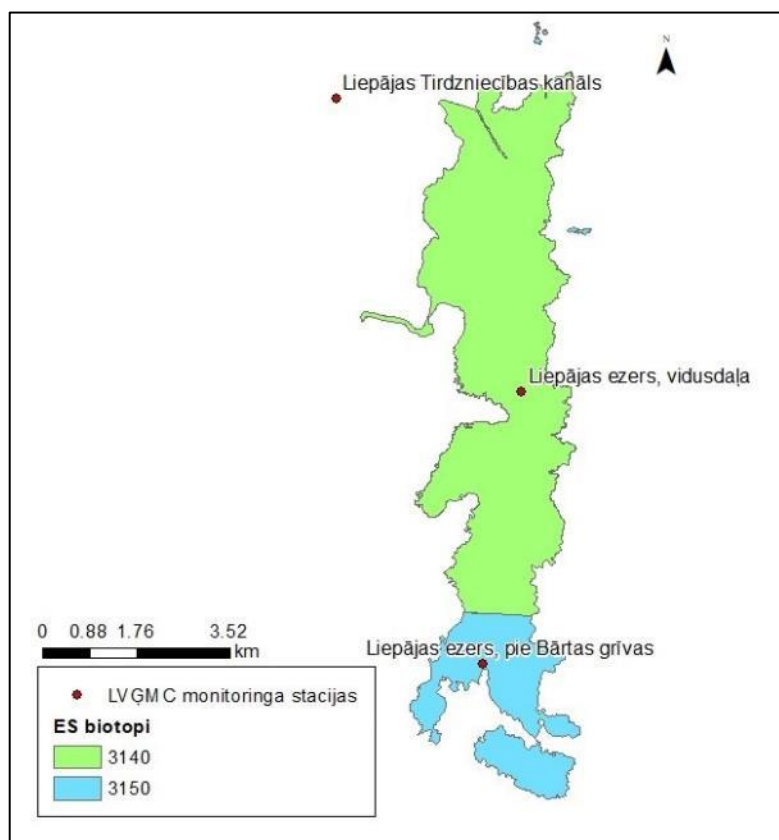 N
Liepājas Tirdzniecības kanāls
Liepājas ezers, vidusdaļa
Liepājas ezers, pie Bārtas grīvas
0 0.88 1.76 3.52
km
LVĢMC monitoringa stacijas
ES biotopi
3140
3150